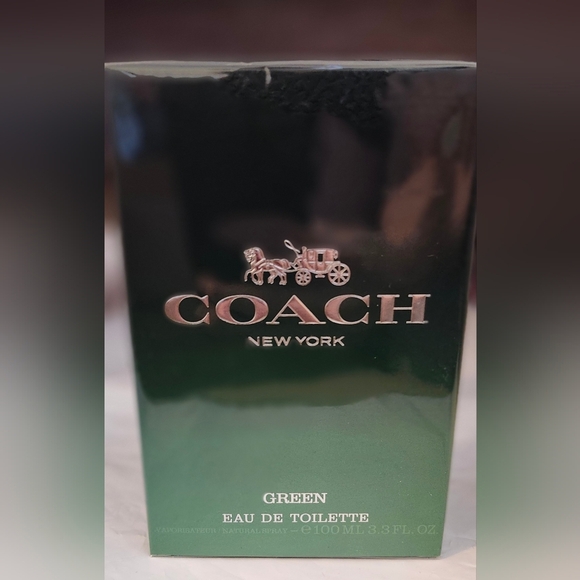 COACH
NEW YORK
GREEN
EAU DE TOILETTE
VAPORISATEUR / NATURAL SPRAY – ℮100 ML 3.3 FL. OZ.